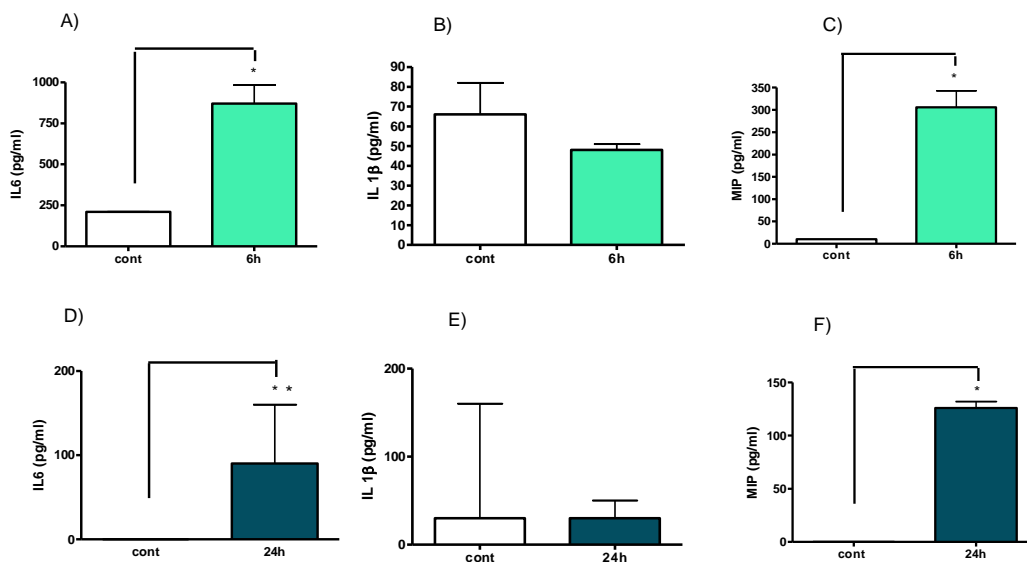 A)
*
IL6 (pg/ml)
1000
750
500
250
0
cont
6h
B)
IL 1β (pg/ml)
90
80
70
60
50
40
30
20
10
0
cont
6h
C)
*
MIP (pg/ml)
350
300
250
200
150
100
50
0
cont
6h
D)
* *
IL6 (pg/ml)
200
100
0
cont
24h
E)
IL 1β (pg/ml)
200
100
0
cont
24h
F)
*
MIP (pg/ml)
150
100
50
0
cont
24h